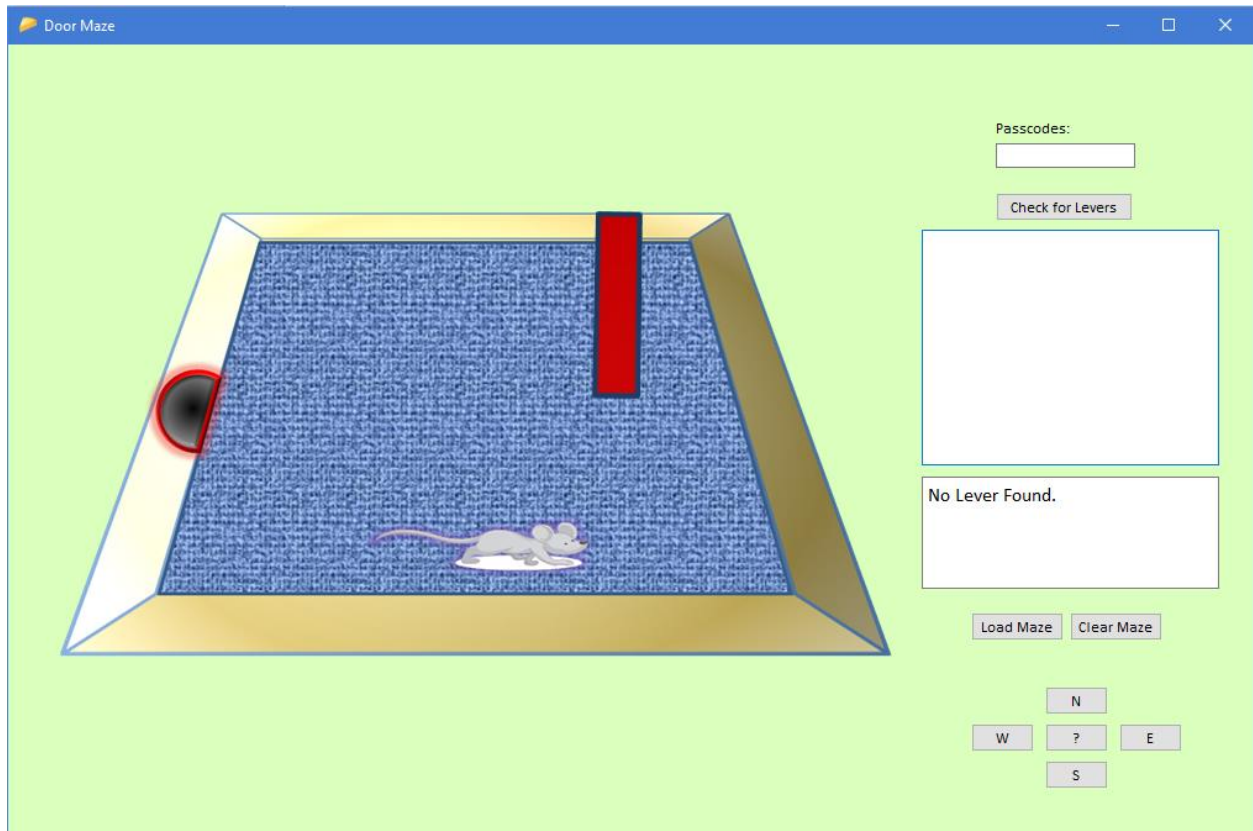 Door Maze
Passcodes:
Check for Levers
No Lever Found.
Load Maze Clear Maze
N
W ? E
S